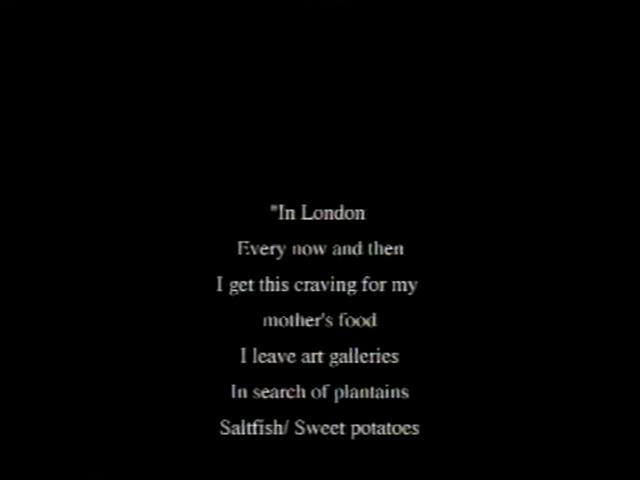 "In London
Every now and then
I get this craving for my
mother's food
I leave art galleries
In search of plantains
Saltfish/ Sweet potatoes